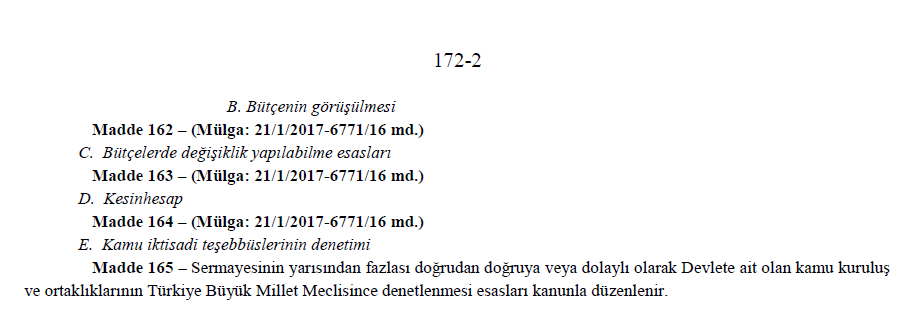 172-2
B. Bütçenin görüşülmesi
Madde 162 – (Mülga: 21/1/2017-6771/16 md.)
C. Bütçelerde değişiklik yapılabilme esasları
Madde 163 – (Mülga: 21/1/2017-6771/16 md.)
D. Kesinhesap
Madde 164 – (Mülga: 21/1/2017-6771/16 md.)
E. Kamu iktisadi teşebbüslerinin denetimi
Madde 165 – Sermayesinin yarısından fazlası doğrudan doğruya veya dolaylı olarak Devlete ait olan kamu kuruluş
ve ortaklıklarının Türkiye Büyük Millet Meclisince denetlenmesi esasları kanunla düzenlenir.